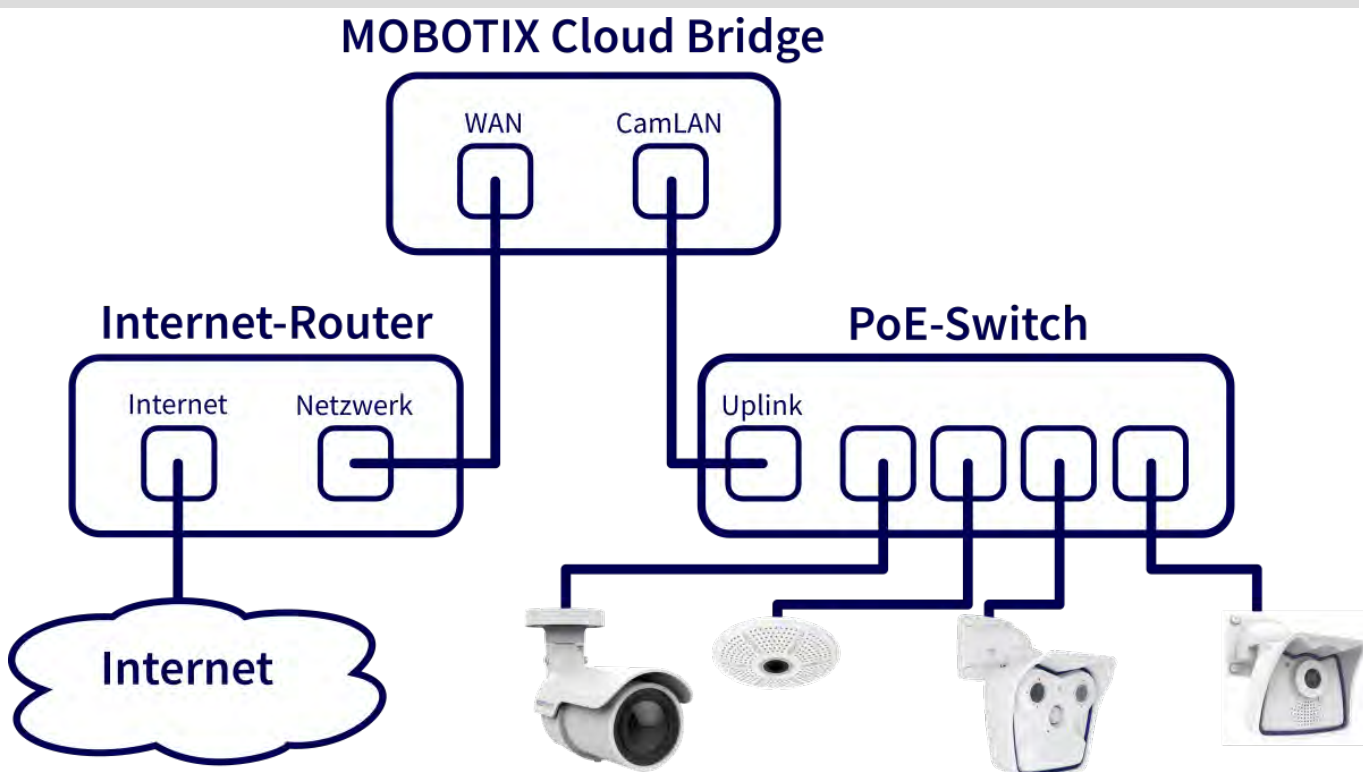 MOBOTIX Cloud Bridge
WAN
CamLAN
Internet-Router
PoE-Switch
Internet
Netzwerk
Uplink
Internet